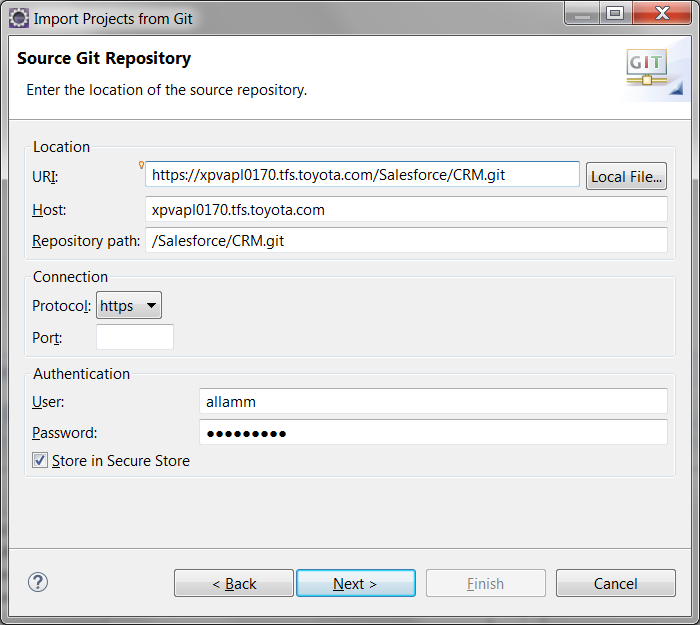 Import Projects from Git
Source Git Repository
Enter the location of the source repository.
GIT
Location
URI: https://xpvapl0170.tfs.toyota.com/Salesforce/CRM.git Local File...
Host: xpvapl0170.tfs.toyota.com
Repository path: /Salesforce/CRM.git
Connection
Protocol: https
Port:
Authentication
User: allamm
Password: ●●●●●●●●●
Store in Secure Store
? < Back Next > Finish Cancel